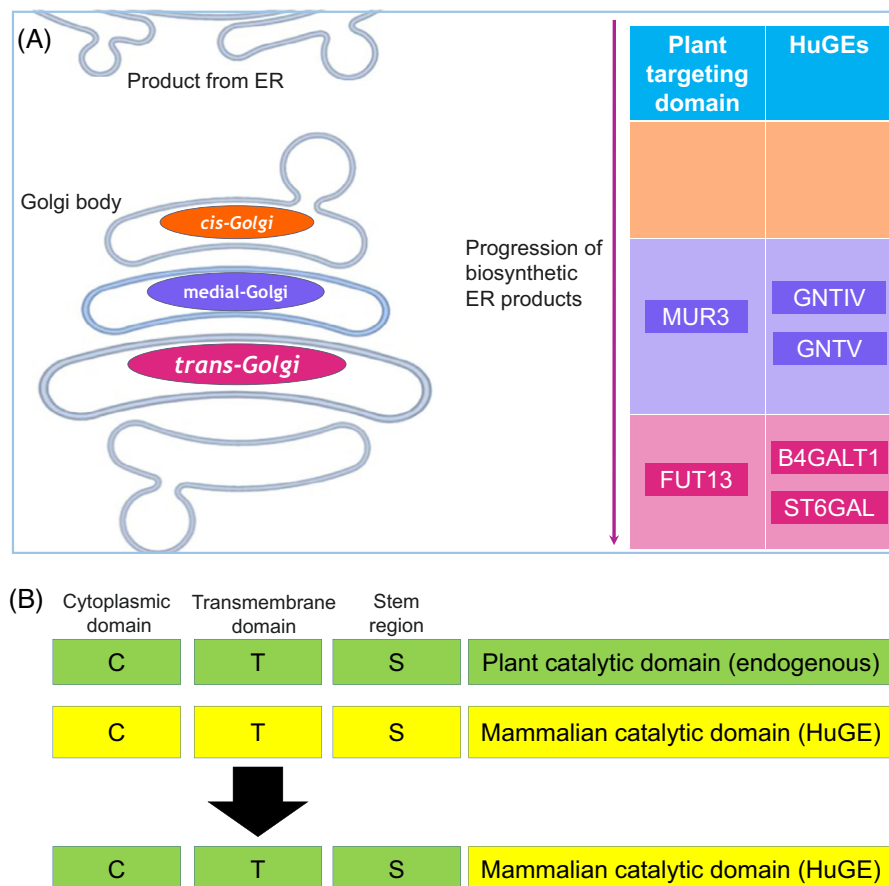 (A)
Product from ER
Golgi body
cis-Golgi
medial-Golgi
trans-Golgi
Progression of
biosynthetic
ER products
Plant
targeting
domain
HuGEs
MUR3
GNTIV
GNTV
FUT13
B4GALT1
ST6GAL
(B)
Cytoplasmic
domain
Transmembrane
domain
Stem
region
C T S Plant catalytic domain (endogenous)
C T S Mammalian catalytic domain (HuGE)
C T S Mammalian catalytic domain (HuGE)